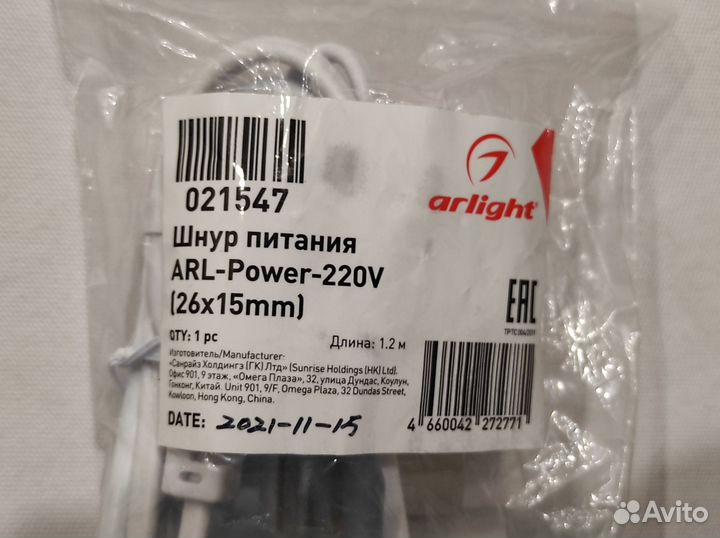 021547
arlight
Шнур питания
ARL-Power-220V
(26x15mm)
EAC
QTY: 1 pc
Длина: 1.2 м
Изготовитель/Manufacturer:
«Санрайз Холдингз (ГК) Лтд» (Sunrise Holdings (HK) Ltd).
Офис 901, 9 этаж, «Омега Плаза», 32, улица Дундас, Коулун,
Гонконг, Китай. Unit 901, 9/F, Omega Plaza, 32 Dundas Street,
Kowloon, Hong Kong, China.
DATE: 2021-11-15
4 660042 272771
Avito